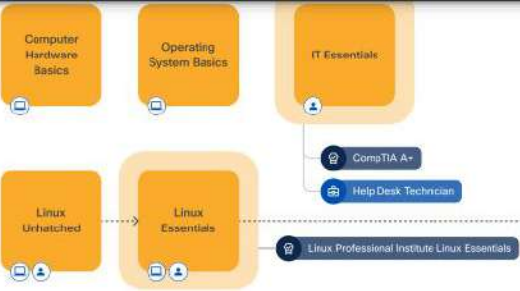 Computer
Hardware
Basics
Operating
System Basics
IT Essentials
CompTIA A+
Help Desk Technician
Linux
Unhatched
Linux
Essentials
Linux Professional Institute Linux Essentials